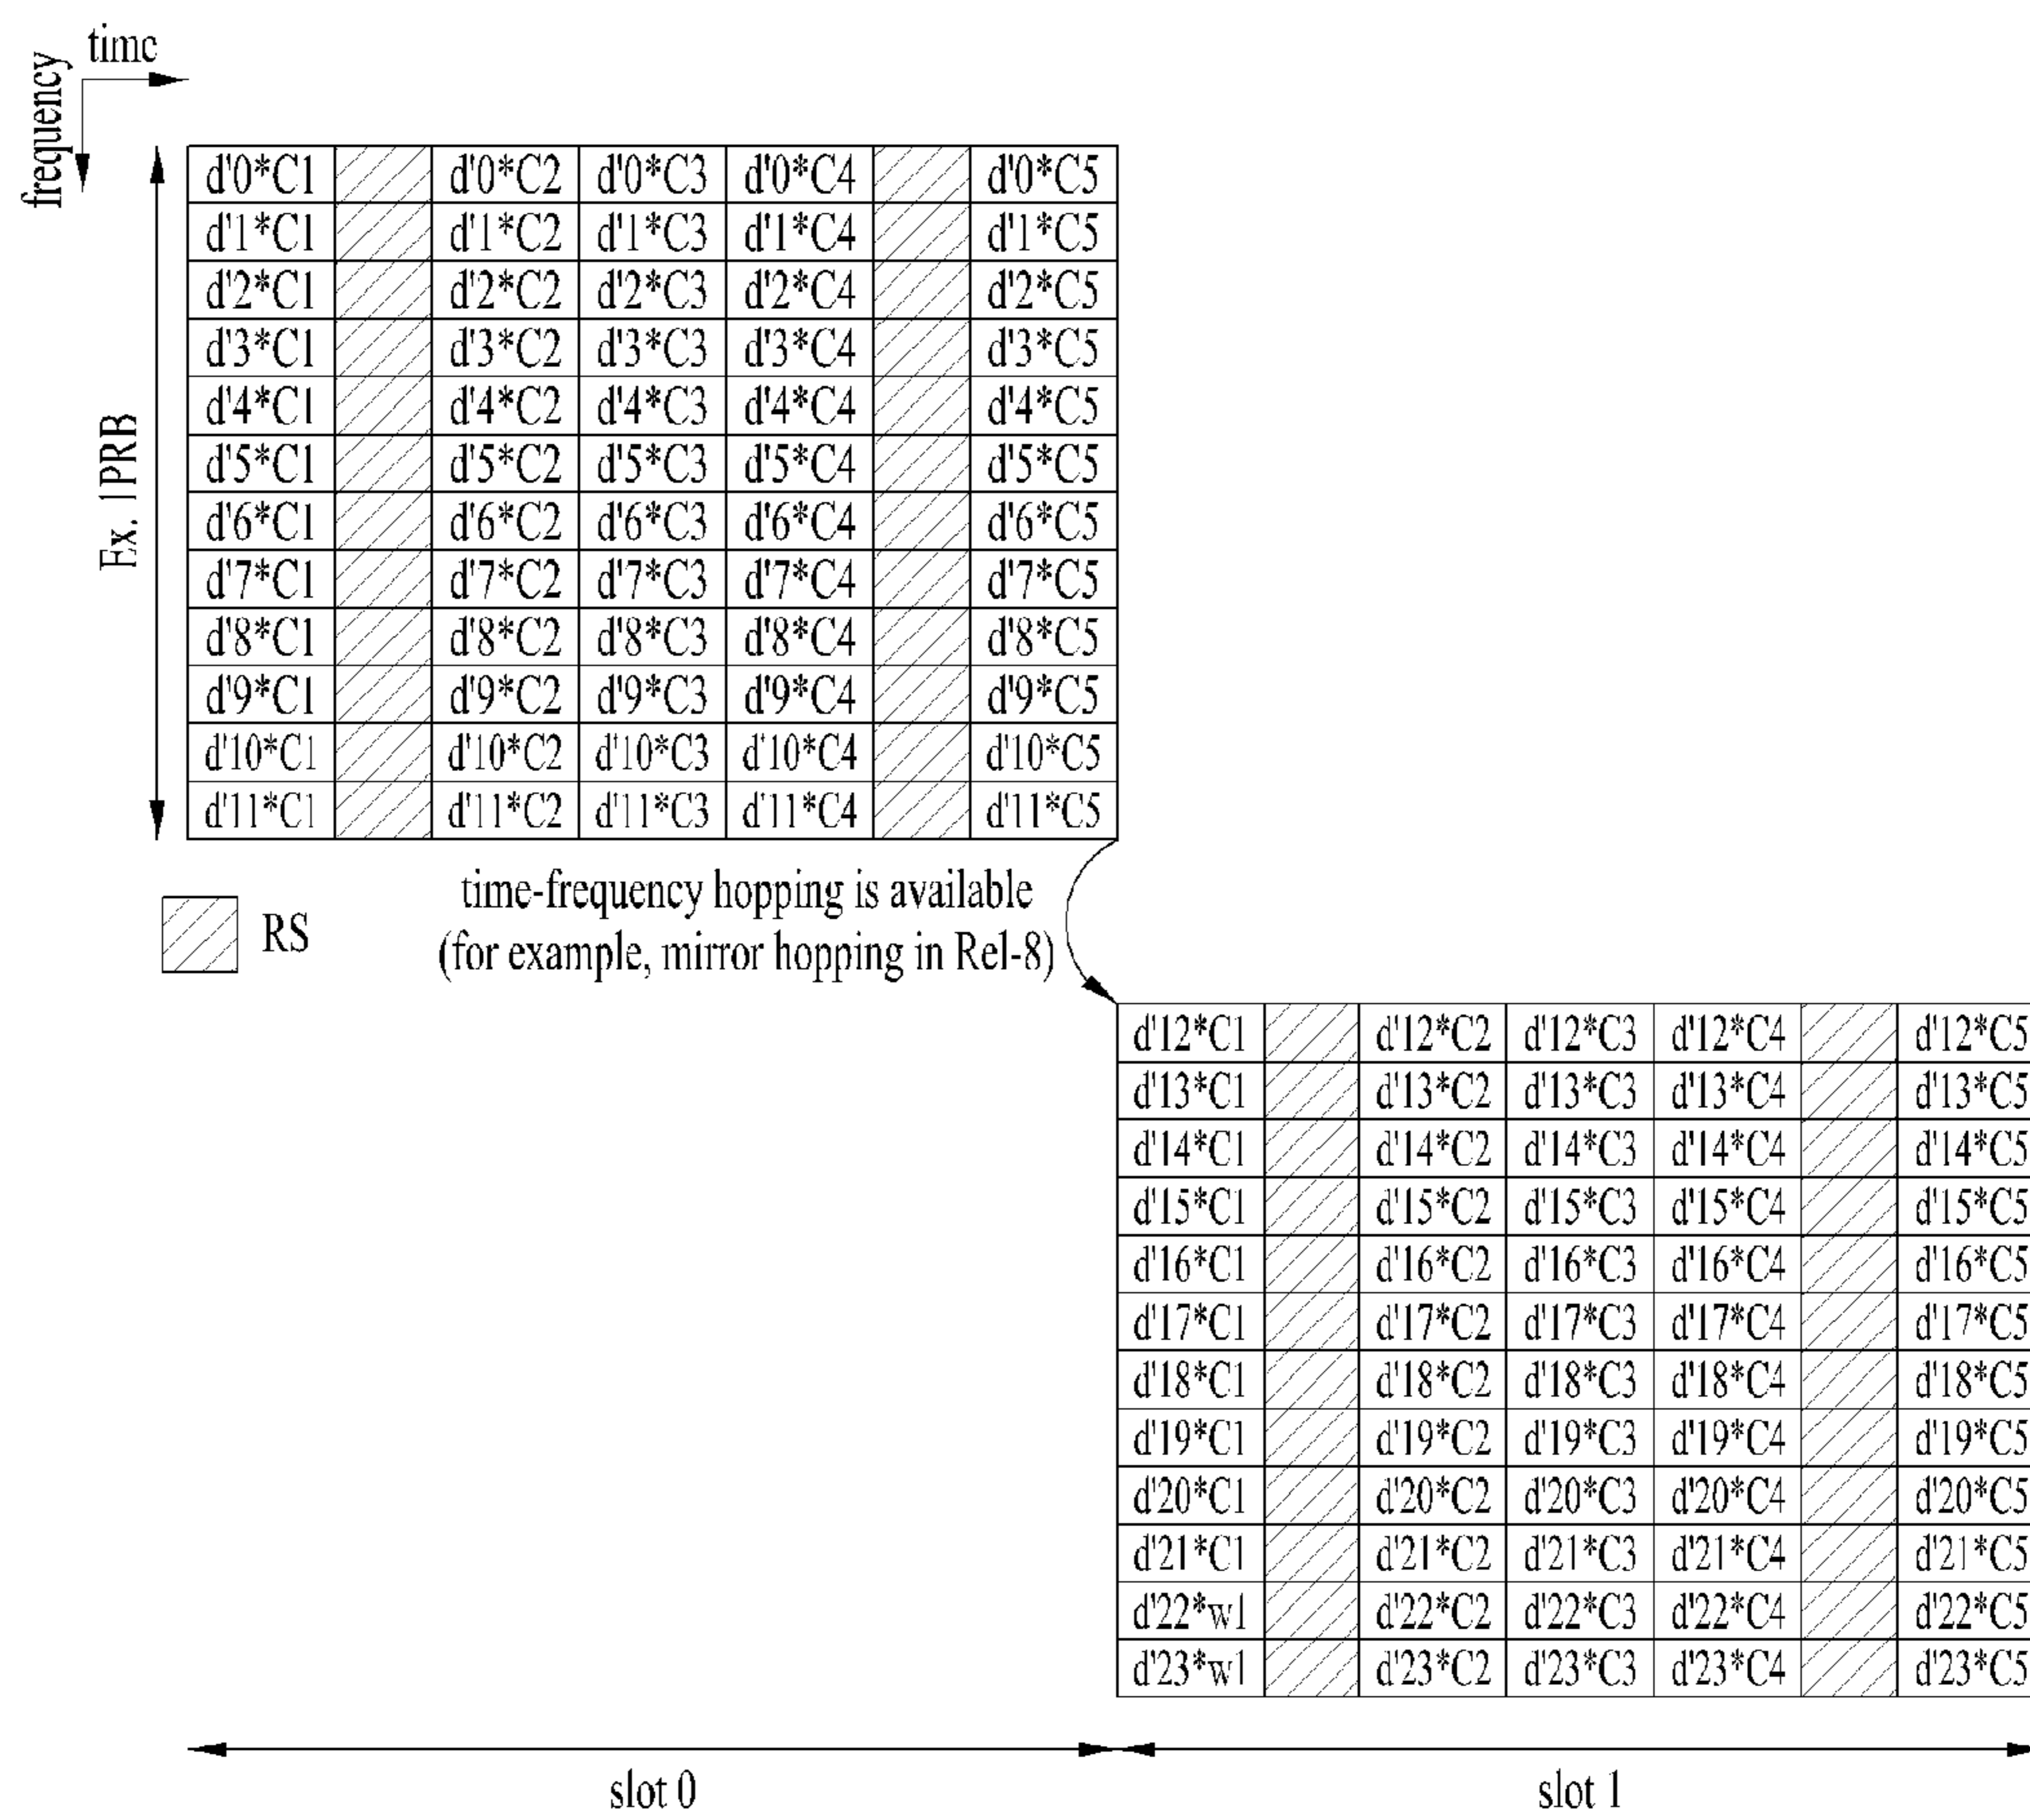 time
frequency
d'0*C1 d'0*C2 d'0*C3 d'0*C4 d'0*C5
d'1*C1 d'1*C2 d'1*C3 d'1*C4 d'1*C5
d'2*C1 d'2*C2 d'2*C3 d'2*C4 d'2*C5
d'3*C1 d'3*C2 d'3*C3 d'3*C4 d'3*C5
d'4*C1 d'4*C2 d'4*C3 d'4*C4 d'4*C5
d'5*C1 d'5*C2 d'5*C3 d'5*C4 d'5*C5
d'6*C1 d'6*C2 d'6*C3 d'6*C4 d'6*C5
d'7*C1 d'7*C2 d'7*C3 d'7*C4 d'7*C5
d'8*C1 d'8*C2 d'8*C3 d'8*C4 d'8*C5
d'9*C1 d'9*C2 d'9*C3 d'9*C4 d'9*C5
d'10*C1 d'10*C2 d'10*C3 d'10*C4 d'10*C5
d'11*C1 d'11*C2 d'11*C3 d'11*C4 d'11*C5
Ex. 1PRB
RS
time-frequency hopping is available
(for example, mirror hopping in Rel-8)
d'12*C1 d'12*C2 d'12*C3 d'12*C4 d'12*C5
d'13*C1 d'13*C2 d'13*C3 d'13*C4 d'13*C5
d'14*C1 d'14*C2 d'14*C3 d'14*C4 d'14*C5
d'15*C1 d'15*C2 d'15*C3 d'15*C4 d'15*C5
d'16*C1 d'16*C2 d'16*C3 d'16*C4 d'16*C5
d'17*C1 d'17*C2 d'17*C3 d'17*C4 d'17*C5
d'18*C1 d'18*C2 d'18*C3 d'18*C4 d'18*C5
d'19*C1 d'19*C2 d'19*C3 d'19*C4 d'19*C5
d'20*C1 d'20*C2 d'20*C3 d'20*C4 d'20*C5
d'21*C1 d'21*C2 d'21*C3 d'21*C4 d'21*C5
d'22*w1 d'22*C2 d'22*C3 d'22*C4 d'22*C5
d'23*w1 d'23*C2 d'23*C3 d'23*C4 d'23*C5
slot 0
slot 1